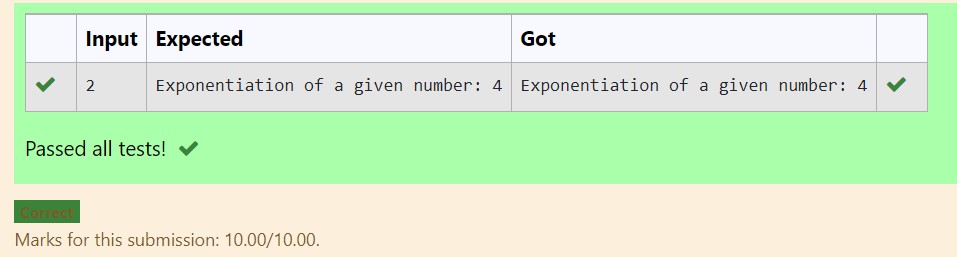 Input Expected Got
2 Exponentiation of a given number: 4 Exponentiation of a given number: 4
Passed all tests!
Correct
Marks for this submission: 10.00/10.00.